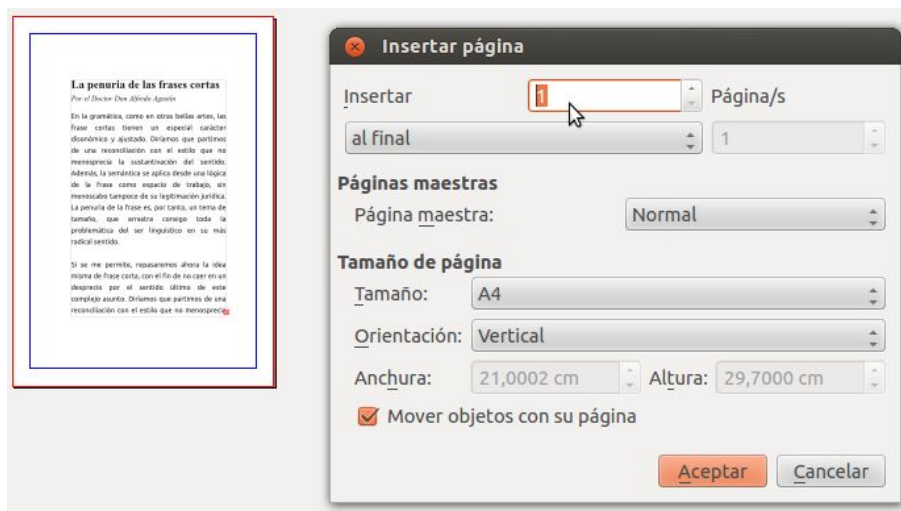 La penuria de las frases cortas
Por el Doctor Don Alfredo Agustín
En la gramática, como en otras bellas artes, las
frase cortas tienen un especial carácter
disonómico y ajustado. Diríamos que partimos
de una reconciliación con el estilo que no
menosprecia la sustantivación del sentido.
Además, la semántica se aplica desde una lógica
de la frase como espacio de trabajo, sin
menoscabo tampoco de su legitimación jurídica.
La penuria de la frase es, por tanto, un tema de
tamaño, que arrastra consigo toda la
problemática del ser linguístico en su más
radical sentido.
Si se me permite, repasaremos ahora la idea
misma de frase corta, con el fin de no caer en un
desprecio por el sentido último de este
complejo asunto. Diríamos que partimos de una
reconciliación con el estilo que no menosprecia
Insertar página
Insertar 1 Página/s
al final 1
Páginas maestras
Página maestra: Normal
Tamaño de página
Tamaño: A4
Orientación: Vertical
Anchura: 21,0002 cm Altura: 29,7000 cm
Mover objetos con su página
Aceptar Cancelar